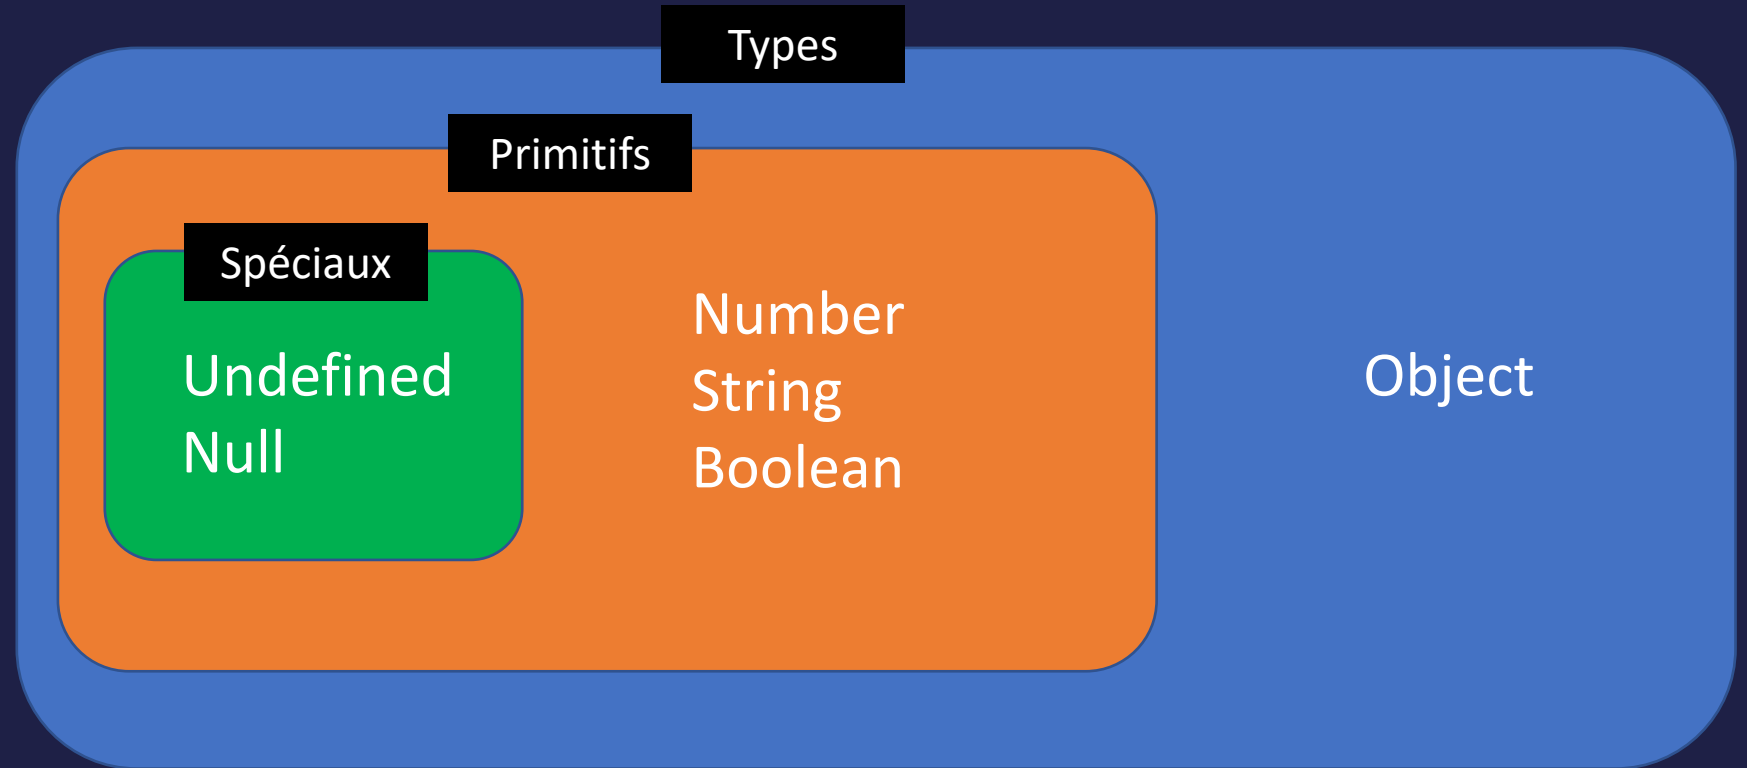 Types
Primitifs
Spéciaux
Undefined
Null
Number
String
Boolean
Object